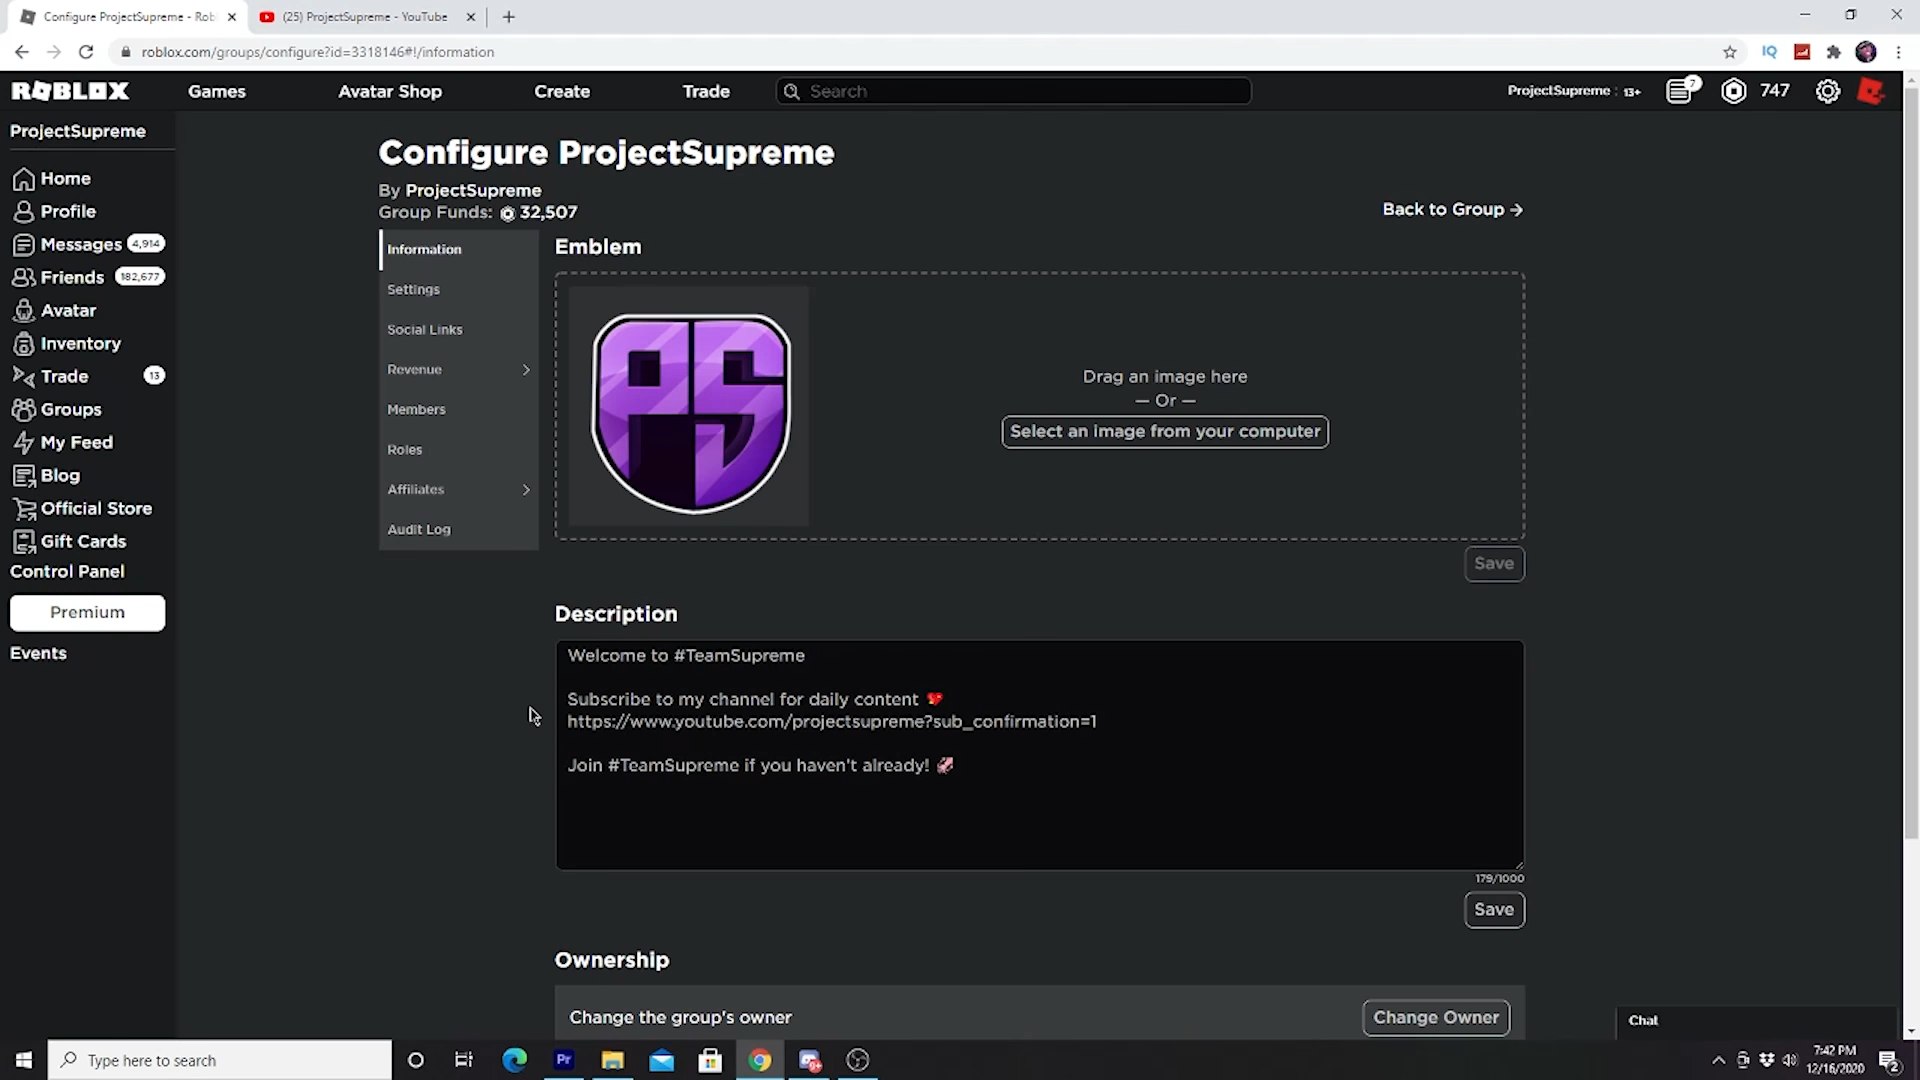 Configure ProjectSupreme - Rob
(25) ProjectSupreme - YouTube
roblox.com/groups/configure?id=3318146#!/information
IQ
ROBLOX
Games
Avatar Shop
Create
Trade
Search
ProjectSupreme : 13+
7
747
ProjectSupreme
Home
Profile
Messages 4,914
Friends 182,677
Avatar
Inventory
Trade 13
Groups
My Feed
Blog
Official Store
Gift Cards
Control Panel
Premium
Events
Configure ProjectSupreme
By ProjectSupreme
Group Funds: 32,507
Back to Group →
Information
Settings
Social Links
Revenue
Members
Roles
Affiliates
Audit Log
Emblem
PS
Drag an image here
— Or —
Select an image from your computer
Save
Description
Welcome to #TeamSupreme
Subscribe to my channel for daily content
https://www.youtube.com/projectsupreme?sub_confirmation=1
Join #TeamSupreme if you haven't already!
179/1000
Save
Ownership
Change the group's owner
Change Owner
Chat
Type here to search
Pr
7:42 PM
12/16/2020
2